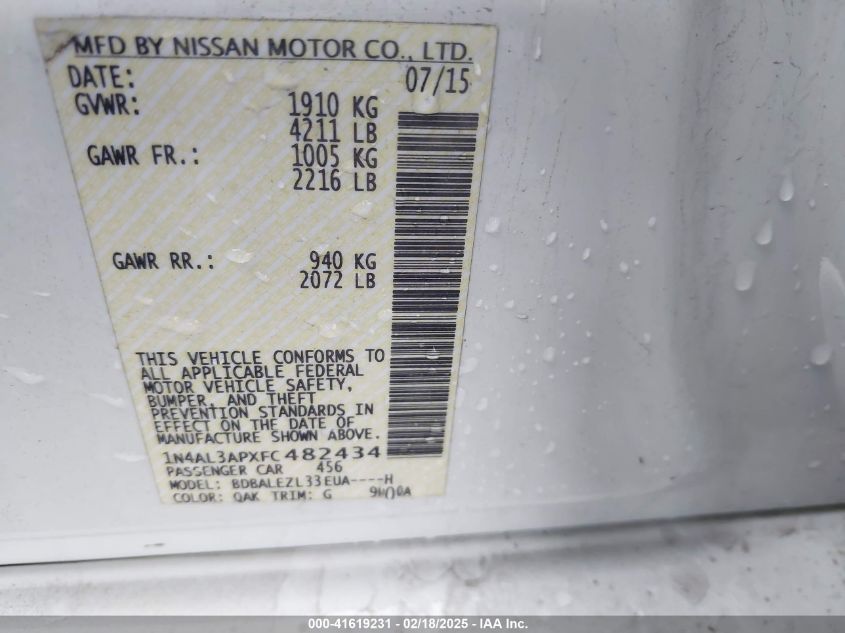 MFD BY NISSAN MOTOR CO., LTD.
DATE: 07/15
GVWR: 1910 KG
4211 LB
GAWR FR.: 1005 KG
2216 LB
GAWR RR.: 940 KG
2072 LB
THIS VEHICLE CONFORMS TO
ALL APPLICABLE FEDERAL
MOTOR VEHICLE SAFETY,
BUMPER, AND THEFT
PREVENTION STANDARDS IN
EFFECT ON THE DATE OF
MANUFACTURE SHOWN ABOVE.
1N4AL3APXFC482434
PASSENGER CAR 456
MODEL: BDBALEZL33EUA----H
COLOR: QAK TRIM: G
000-41619231 - 02/18/2025 - IAA Inc.